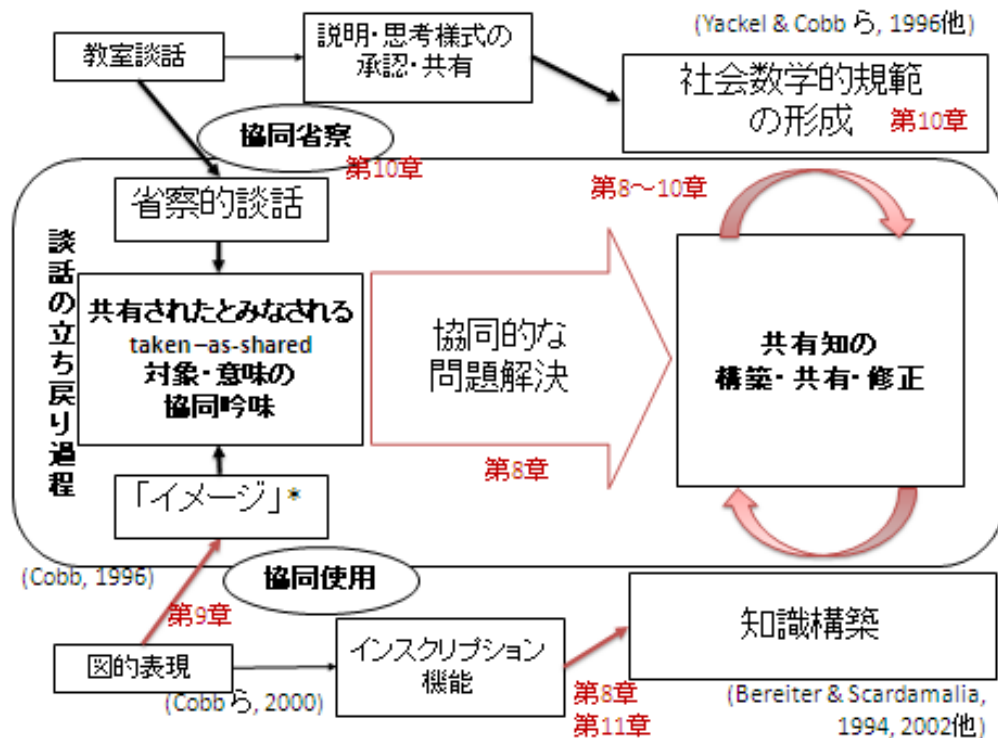 (Yackel & Cobb ら, 1996他)
教室談話
説明・思考様式の
承認・共有
社会数学的規範
の形成
第10章
協同省察
第10章
省察的談話
第8～10章
談話の立ち戻り過程
共有されたとみなされる
taken–as-shared
対象・意味の
協同吟味
協同的な
問題解決
第8章
共有知の
構築・共有・修正
「イメージ」*
(Cobb, 1996)
協同使用
第9章
図的表現
(Cobb ら, 2000)
インスクリプション
機能
第8章
第11章
知識構築
(Bereiter & Scardamalia,
1994, 2002他)